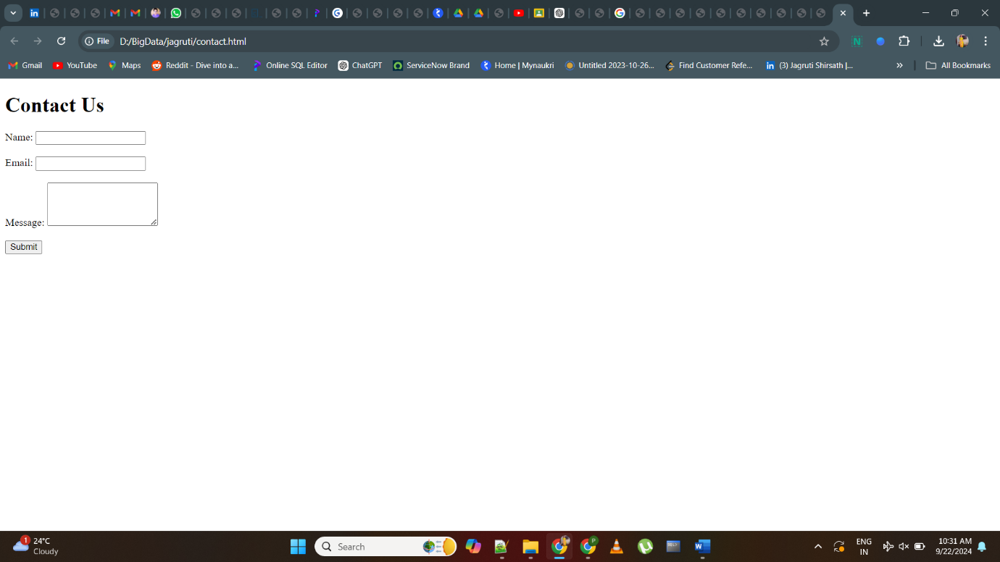 File D:/BigData/jagruti/contact.html
Gmail YouTube Maps Reddit - Dive into a... Online SQL Editor ChatGPT ServiceNow Brand Home | Mynaukri Untitled 2023-10-26... Find Customer Refe... (3) Jagruti Shirsath |... » All Bookmarks
Contact Us
Name:
Email:
Message:
Submit
1 24°C
Cloudy
Search
ENG
IN
10:31 AM
9/22/2024